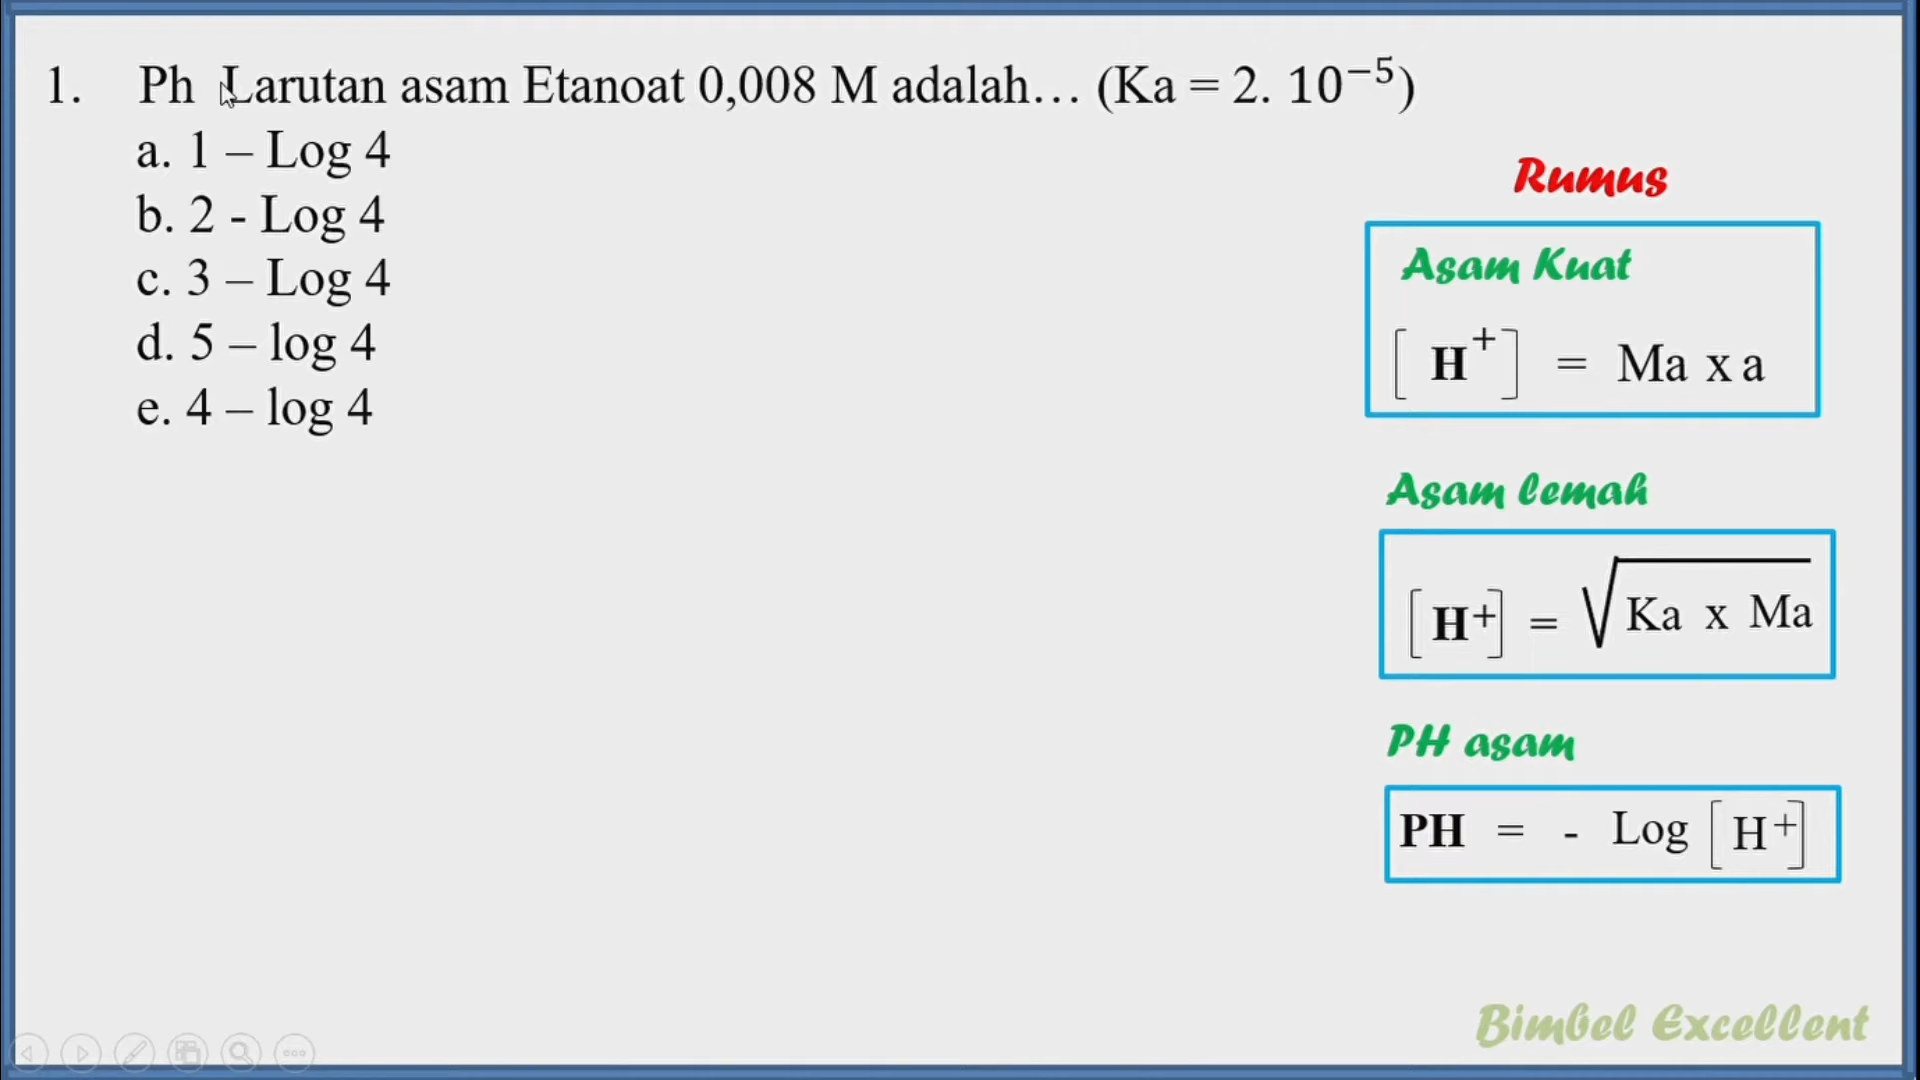 1. Ph Larutan asam Etanoat 0,008 M adalah… (Ka = 2. 10⁻⁵)
a. 1 – Log 4
b. 2 - Log 4
c. 3 – Log 4
d. 5 – log 4
e. 4 – log 4
Rumus
Asam Kuat
[ H⁺ ] = Ma x a
Asam lemah
[ H⁺ ] = √Ka x Ma
PH asam
PH = - Log [ H⁺ ]
Bimbel Excellent